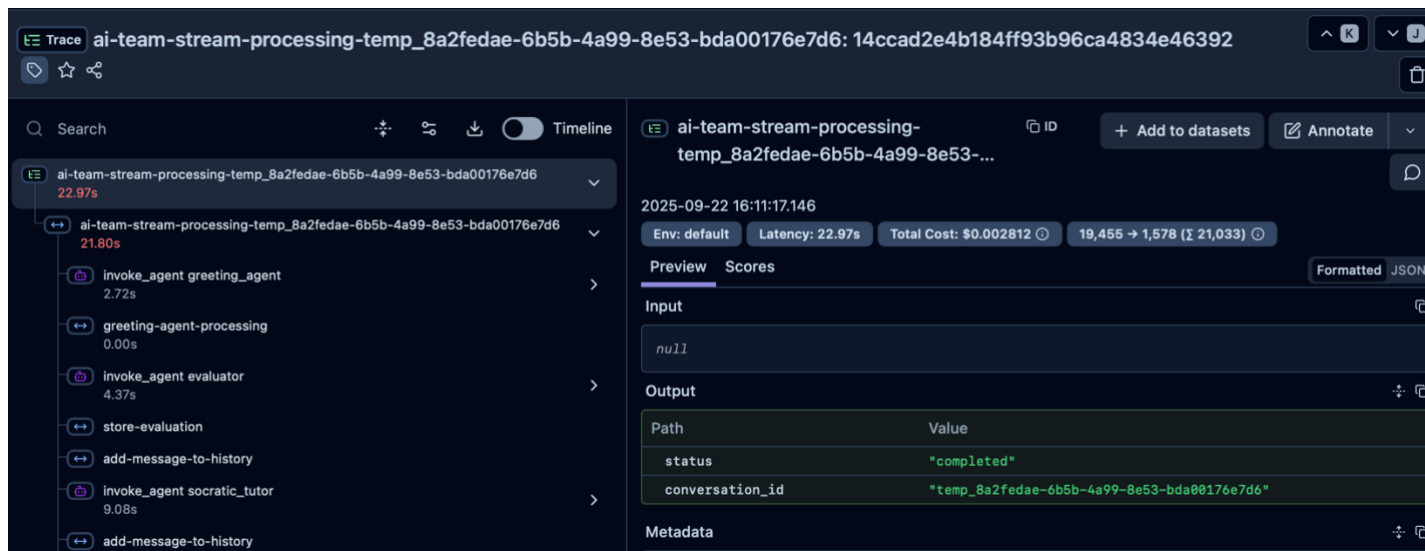 Trace ai-team-stream-processing-temp_8a2fedae-6b5b-4a99-8e53-bda00176e7d6: 14ccad2e4b184ff93b96ca4834e46392
K
J
Search
Timeline
ai-team-stream-processing-temp_8a2fedae-6b5b-4a99-8e53-bda00176e7d6
22.97s
ai-team-stream-processing-temp_8a2fedae-6b5b-4a99-8e53-bda00176e7d6
21.80s
invoke_agent greeting_agent
2.72s
greeting-agent-processing
0.00s
invoke_agent evaluator
4.37s
store-evaluation
add-message-to-history
invoke_agent socratic_tutor
9.08s
add-message-to-history
ai-team-stream-processing-
temp_8a2fedae-6b5b-4a99-8e53-...
ID
+ Add to datasets
Annotate
2025-09-22 16:11:17.146
Env: default
Latency: 22.97s
Total Cost: $0.002812
19,455 → 1,578 (∑ 21,033)
Preview
Scores
Formatted
JSON
Input
null
Output
Path Value
status "completed"
conversation_id "temp_8a2fedae-6b5b-4a99-8e53-bda00176e7d6"
Metadata